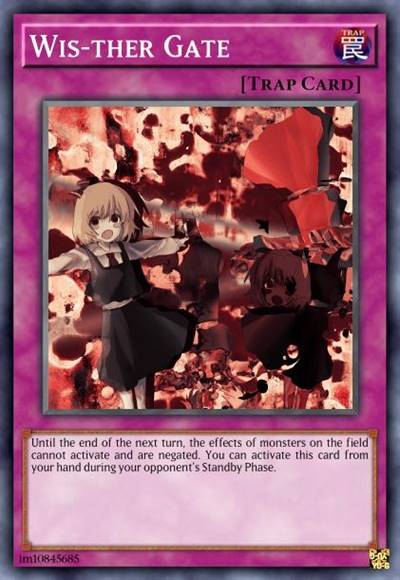 Wis-ther Gate
TRAP
罠
[Trap Card]
Until the end of the next turn, the effects of monsters on the field
cannot activate and are negated. You can activate this card from
your hand during your opponent's Standby Phase.
im10845685